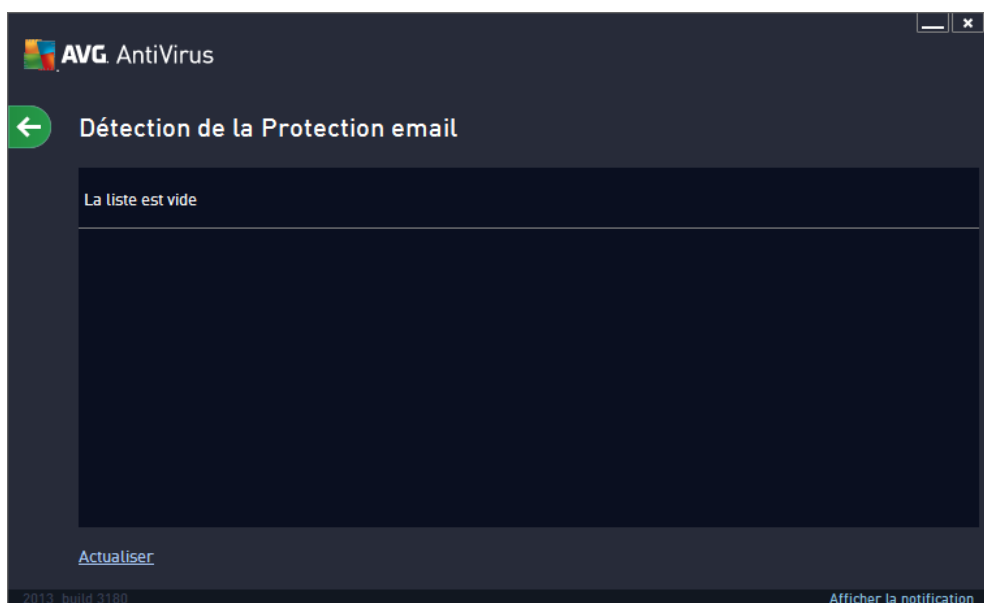 AVG. AntiVirus
Détection de la Protection email
La liste est vide
Actualiser
2013 build 3180
Afficher la notification